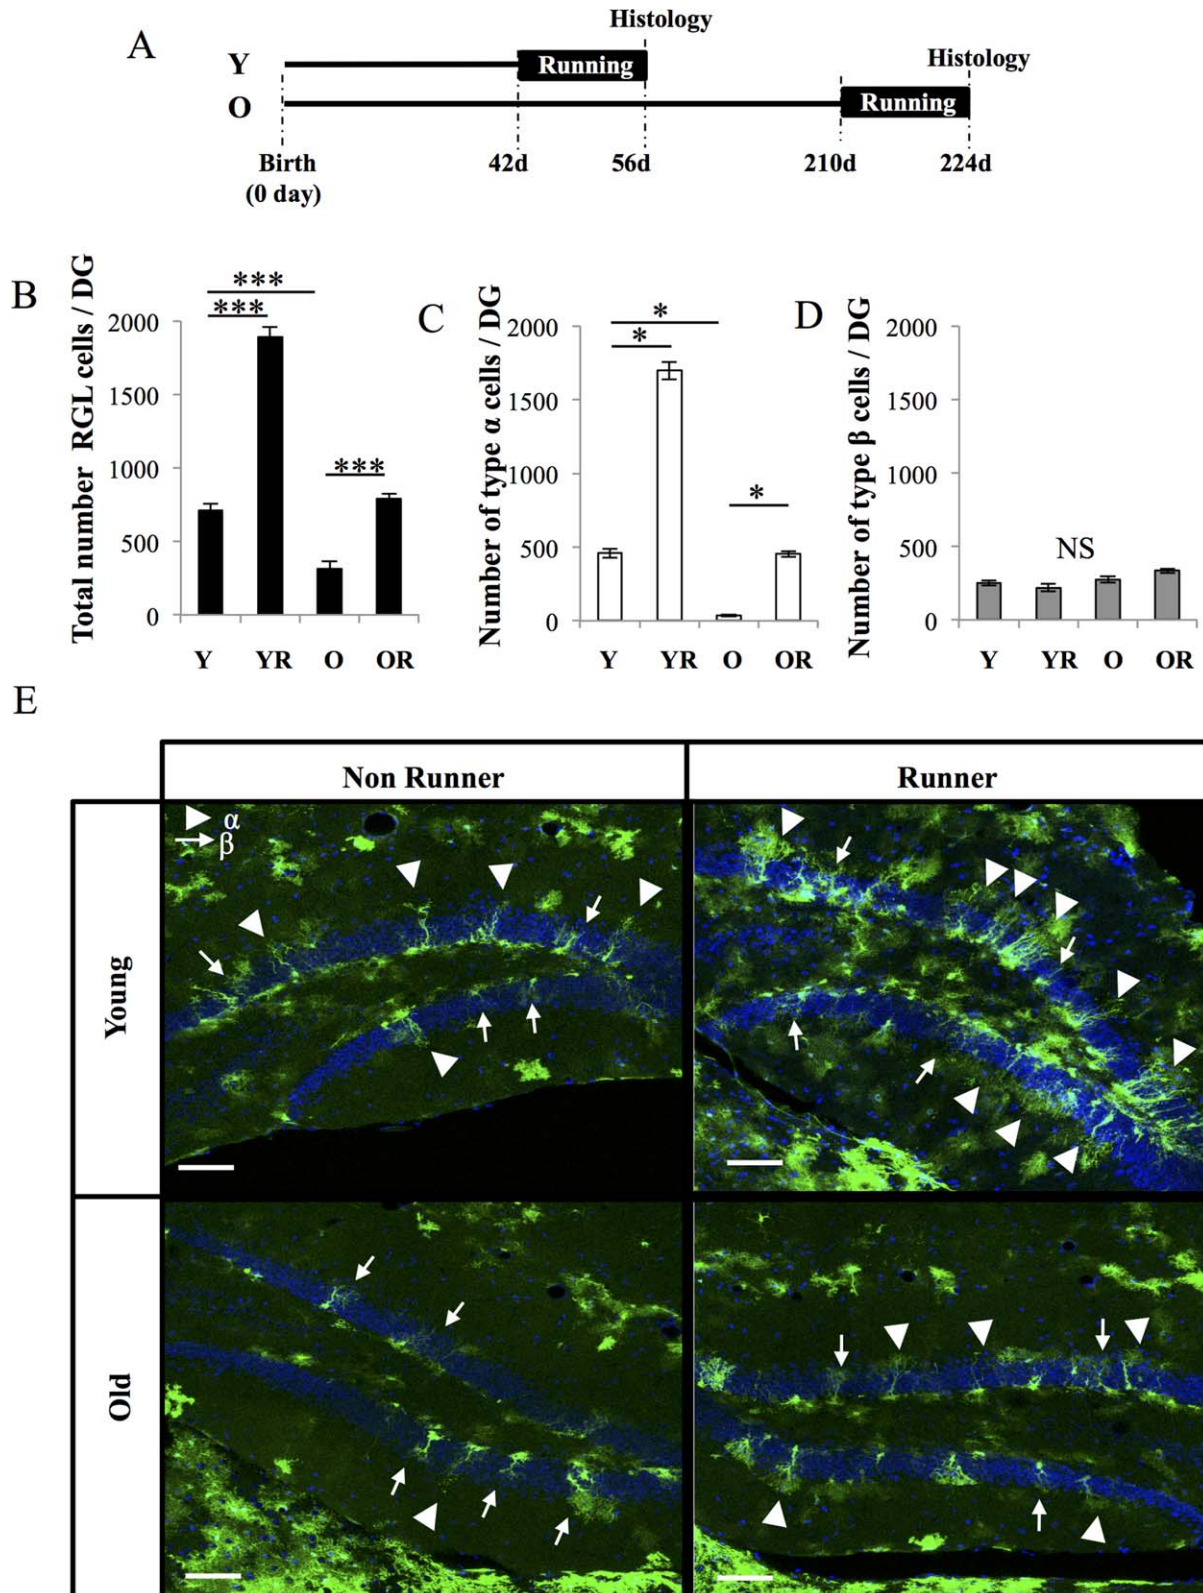 A
Histology
Y
Running
Histology
O
Running
Birth
(0 day)
42d
56d
210d
224d
B
Total number RGL cells / DG
***
***
***
2000
1500
1000
500
0
Y
YR
O
OR
C
Number of type α cells / DG
*
*
*
2000
1500
1000
500
0
Y
YR
O
OR
D
Number of type β cells / DG
NS
2000
1500
1000
500
0
Y
YR
O
OR
E
Non Runner
Runner
Young
α
β
Old